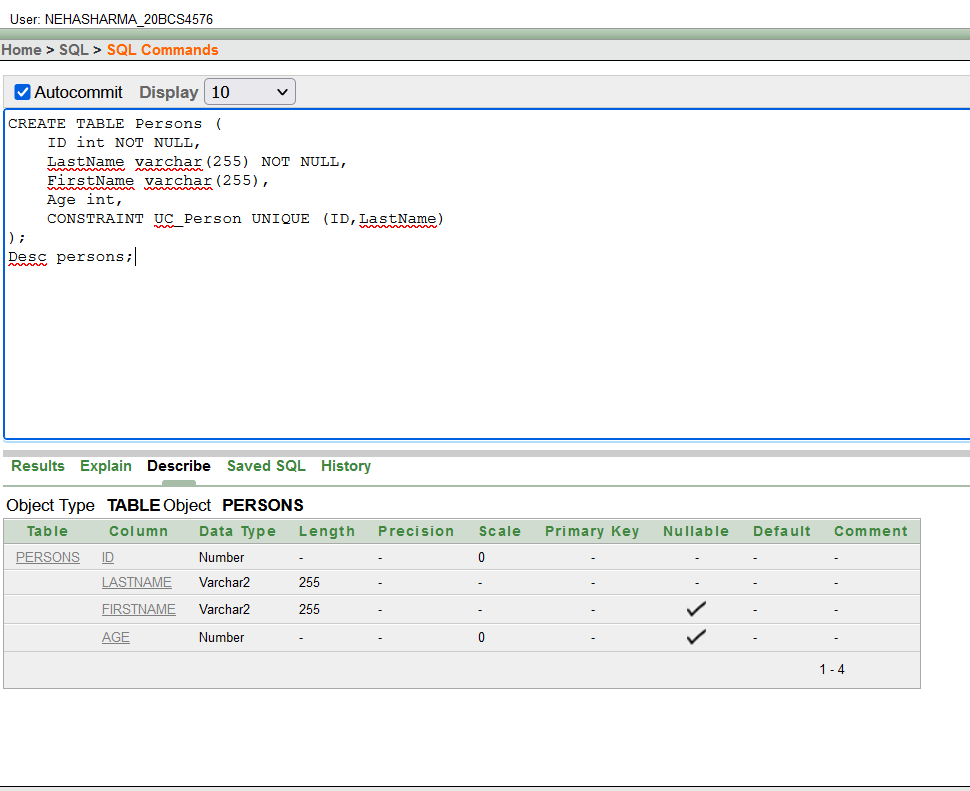 User: NEHASHARMA_20BCS4576
Home > SQL > SQL Commands
Autocommit Display 10
CREATE TABLE Persons (
    ID int NOT NULL,
    LastName varchar(255) NOT NULL,
    FirstName varchar(255),
    Age int,
    CONSTRAINT UC_Person UNIQUE (ID,LastName)
);
Desc persons;
Results Explain Describe Saved SQL History
Object Type TABLE Object PERSONS
Table Column Data Type Length Precision Scale Primary Key Nullable Default Comment
PERSONS ID Number - - 0 - - - -
LASTNAME Varchar2 255 - - - - - -
FIRSTNAME Varchar2 255 - - - ✓ - -
AGE Number - - 0 - ✓ - -
1 - 4